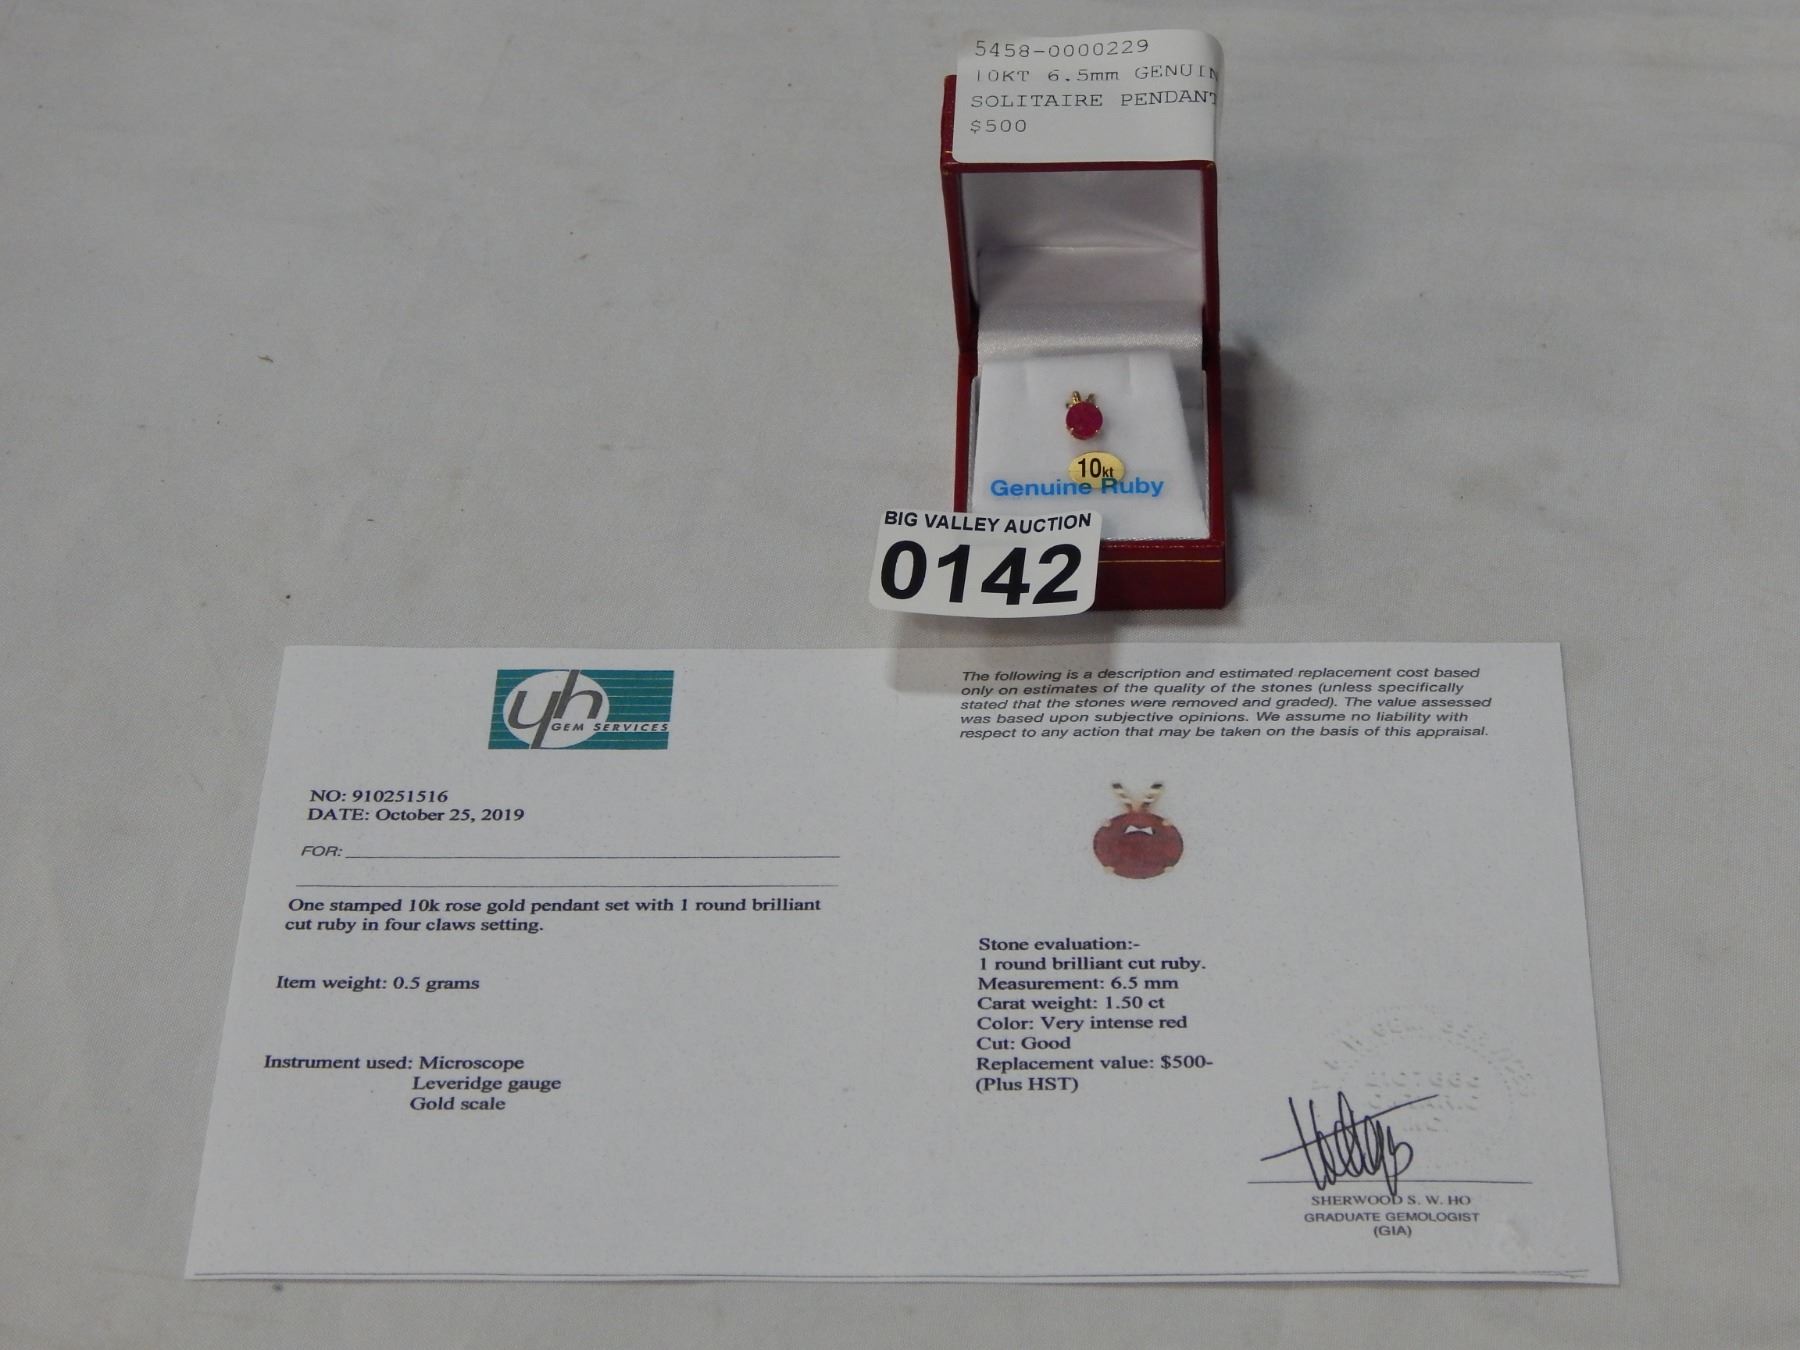 5458-0000229
10KT 6.5mm GENUIN
SOLITAIRE PENDANT
$500
10kt
Genuine Ruby
BIG VALLEY AUCTION
0142
yh
GEM SERVICES
The following is a description and estimated replacement cost based
only on estimates of the quality of the stones (unless specifically
stated that the stones were removed and graded). The value assessed
was based upon subjective opinions. We assume no liability with
respect to any action that may be taken on the basis of this appraisal.
NO: 910251516
DATE: October 25, 2019
FOR:
One stamped 10k rose gold pendant set with 1 round brilliant
cut ruby in four claws setting.
Item weight: 0.5 grams
Instrument used: Microscope
Leveridge gauge
Gold scale
Stone evaluation:-
1 round brilliant cut ruby.
Measurement: 6.5 mm
Carat weight: 1.50 ct
Color: Very intense red
Cut: Good
Replacement value: $500-
(Plus HST)
SHERWOOD S. W. HO
GRADUATE GEMOLOGIST
(GIA)